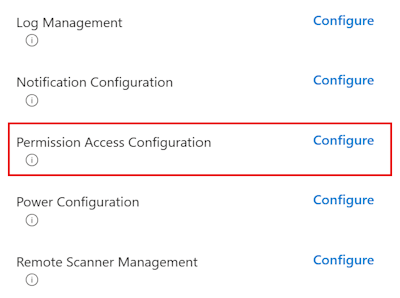 Log Management Configure
Notification Configuration Configure
Permission Access Configuration Configure
Power Configuration Configure
Remote Scanner Management Configure